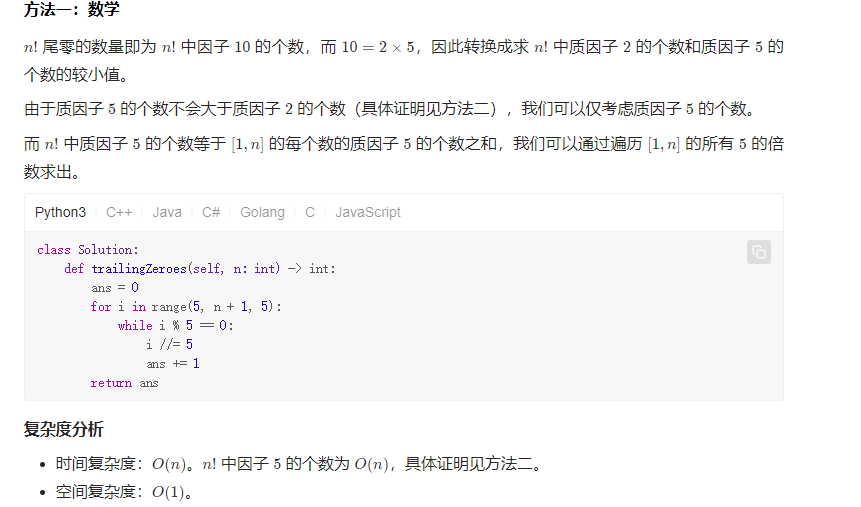 方法一：数学
n! 尾零的数量即为 n! 中因子 10 的个数，而 10 = 2 × 5，因此转换成求 n! 中质因子 2 的个数和质因子 5 的
个数的较小值。
由于质因子 5 的个数不会大于质因子 2 的个数（具体证明见方法二），我们可以仅考虑质因子 5 的个数。
而 n! 中质因子 5 的个数等于 [1, n] 的每个数的质因子 5 的个数之和，我们可以通过遍历 [1, n] 的所有 5 的倍
数求出。
Python3 C++ Java C# Golang C JavaScript
class Solution:
    def trailingZeroes(self, n: int) -> int:
        ans = 0
        for i in range(5, n + 1, 5):
            while i % 5 == 0:
                i //= 5
                ans += 1
        return ans
复杂度分析
• 时间复杂度：O(n)。n! 中因子 5 的个数为 O(n)，具体证明见方法二。
• 空间复杂度：O(1)。